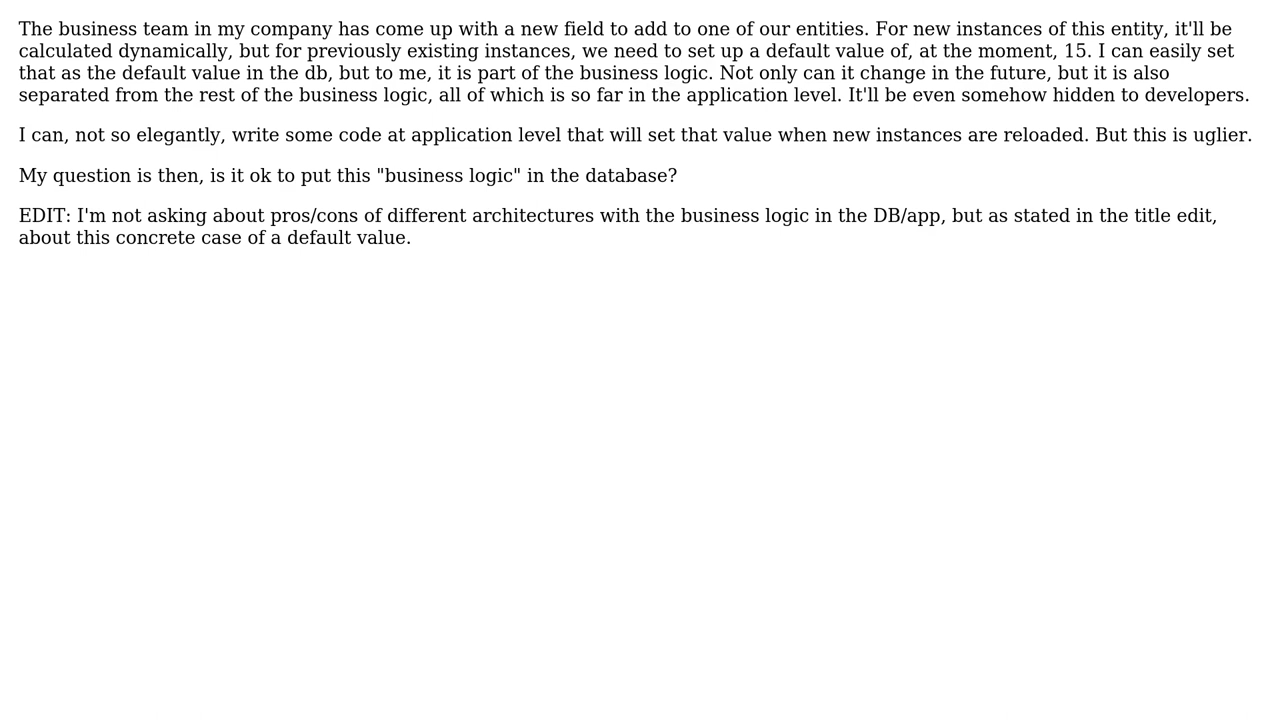 The business team in my company has come up with a new field to add to one of our entities. For new instances of this entity, it'll be
calculated dynamically, but for previously existing instances, we need to set up a default value of, at the moment, 15. I can easily set
that as the default value in the db, but to me, it is part of the business logic. Not only can it change in the future, but it is also
separated from the rest of the business logic, all of which is so far in the application level. It'll be even somehow hidden to developers.
I can, not so elegantly, write some code at application level that will set that value when new instances are reloaded. But this is uglier.
My question is then, is it ok to put this "business logic" in the database?
EDIT: I'm not asking about pros/cons of different architectures with the business logic in the DB/app, but as stated in the title edit,
about this concrete case of a default value.